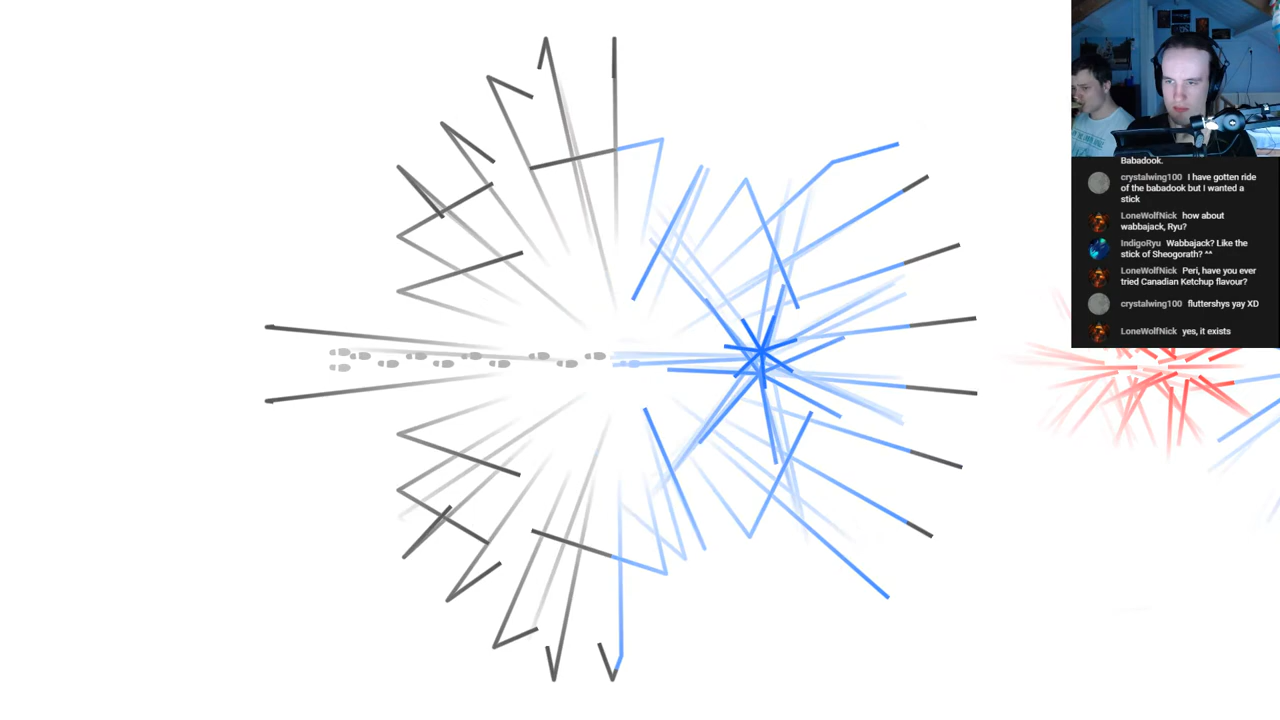 Babadook.
crystalwing100 I have gotten ride
of the babadook but I wanted a
stick
LoneWolfNick how about
wabbajack, Ryu?
IndigoRyu Wabbajack? Like the
stick of Sheogorath? ^^
LoneWolfNick Peri, have you ever
tried Canadian Ketchup flavour?
crystalwing100 fluttershys yay XD
LoneWolfNick yes, it exists